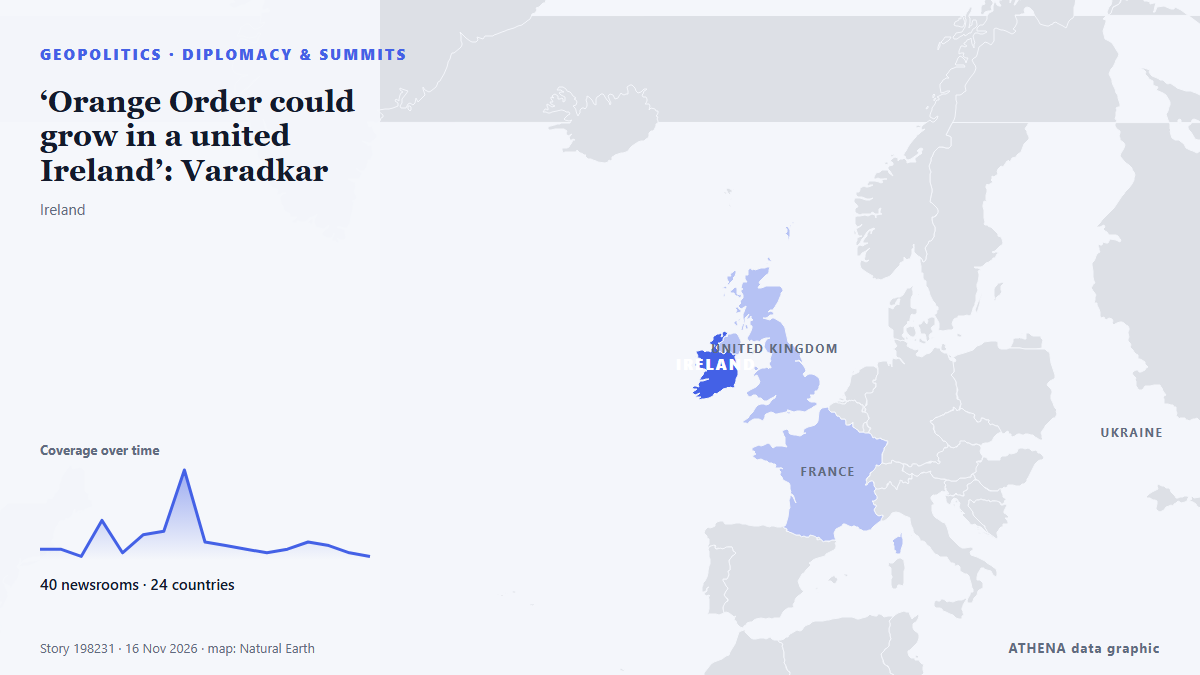 GEOPOLITICS · DIPLOMACY & SUMMITS
‘Orange Order could
grow in a united
Ireland’: Varadkar
Ireland
UNITED KINGDOM
IRELAND
UKRAINE
FRANCE
Coverage over time
40 newsrooms · 24 countries
Story 198231 · 16 Nov 2026 · map: Natural Earth
ATHENA data graphic